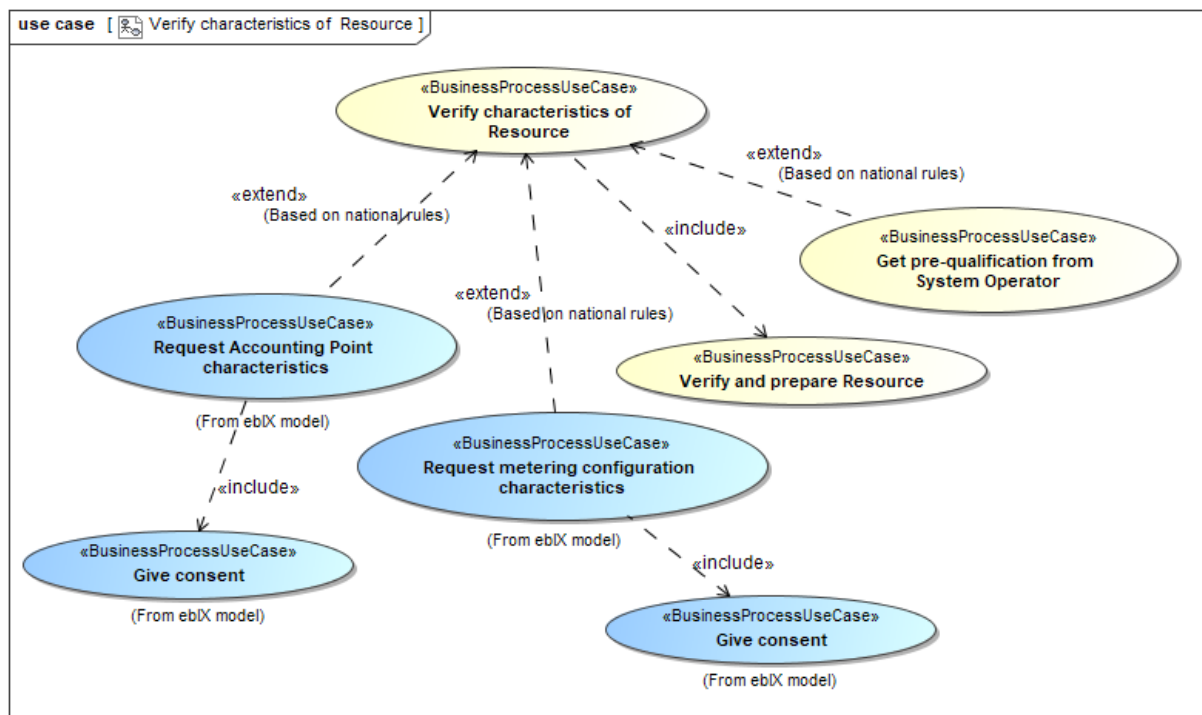 use case [ Verify characteristics of Resource ]
«BusinessProcessUseCase»
Verify characteristics of
Resource
«extend»
(Based on national rules)
«extend»
(Based on national rules)
«include»
«BusinessProcessUseCase»
Get pre-qualification from
System Operator
«extend»
(Based on national rules)
«BusinessProcessUseCase»
Request Accounting Point
characteristics
(From ebIX model)
«BusinessProcessUseCase»
Verify and prepare Resource
«BusinessProcessUseCase»
Request metering configuration
characteristics
(From ebIX model)
«include»
«BusinessProcessUseCase»
Give consent
(From ebIX model)
«include»
«BusinessProcessUseCase»
Give consent
(From ebIX model)